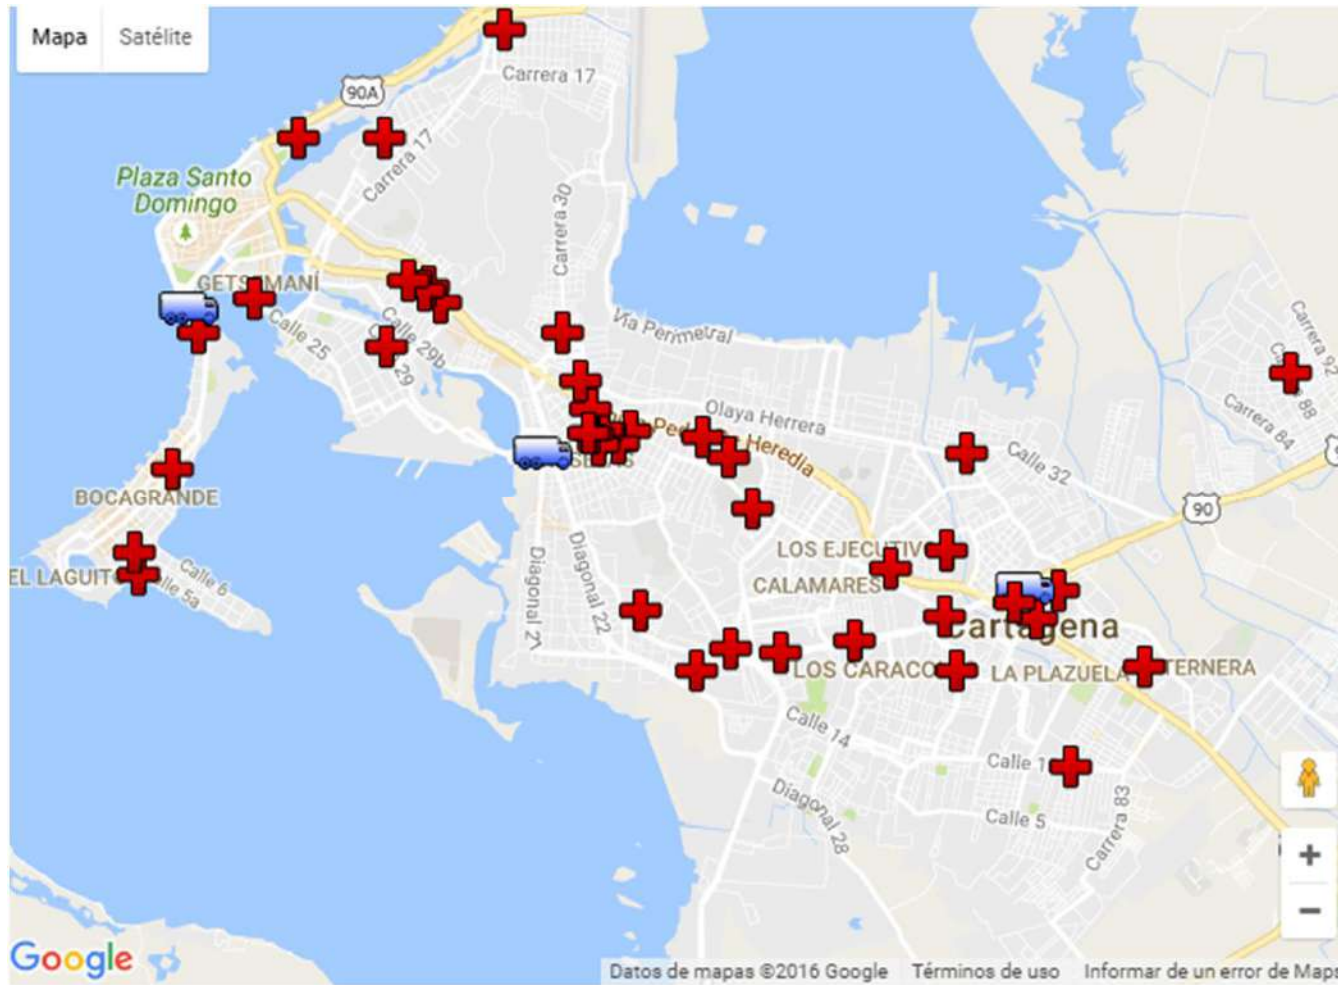 Mapa
Satélite
Carrera 17
90A
Carrera 17
Plaza Santo
Domingo
Carrera 30
GETSEMANÍ
Calle 25
Calle 29b
29
Vía Perimetral
Carrera 92
88
Carrera 84
Olaya Herrera
Heredia
Calle 32
BOCAGRANDE
90
LOS EJECUTIV
CALAMARES
EL LAGUIT
Calle 6
Calle 5a
Diagonal 21
Diagonal 22
Cartagena
LOS CARACO
LA PLAZUELA
TERNERA
Calle 14
Calle 1
Calle 5
Diagonal 28
Carrera 83
+
−
Google
Datos de mapas ©2016 Google
Términos de uso
Informar de un error de Maps